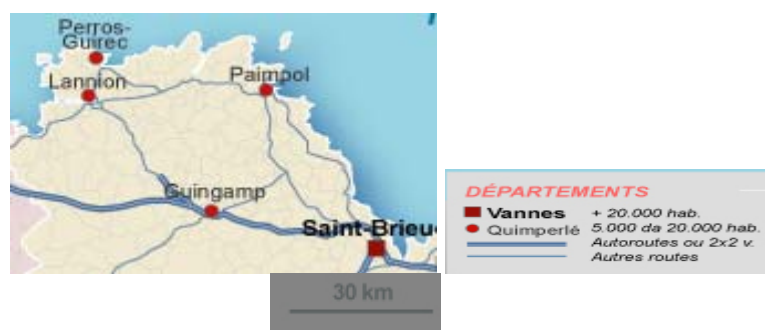 Perros-
Guirec
Lannion
Paimpol
Guingamp
Saint-Brieu
DÉPARTEMENTS
Vannes + 20.000 hab.
Quimperlé 5.000 da 20.000 hab.
Autoroutes ou 2x2 v.
Autres routes
30 km